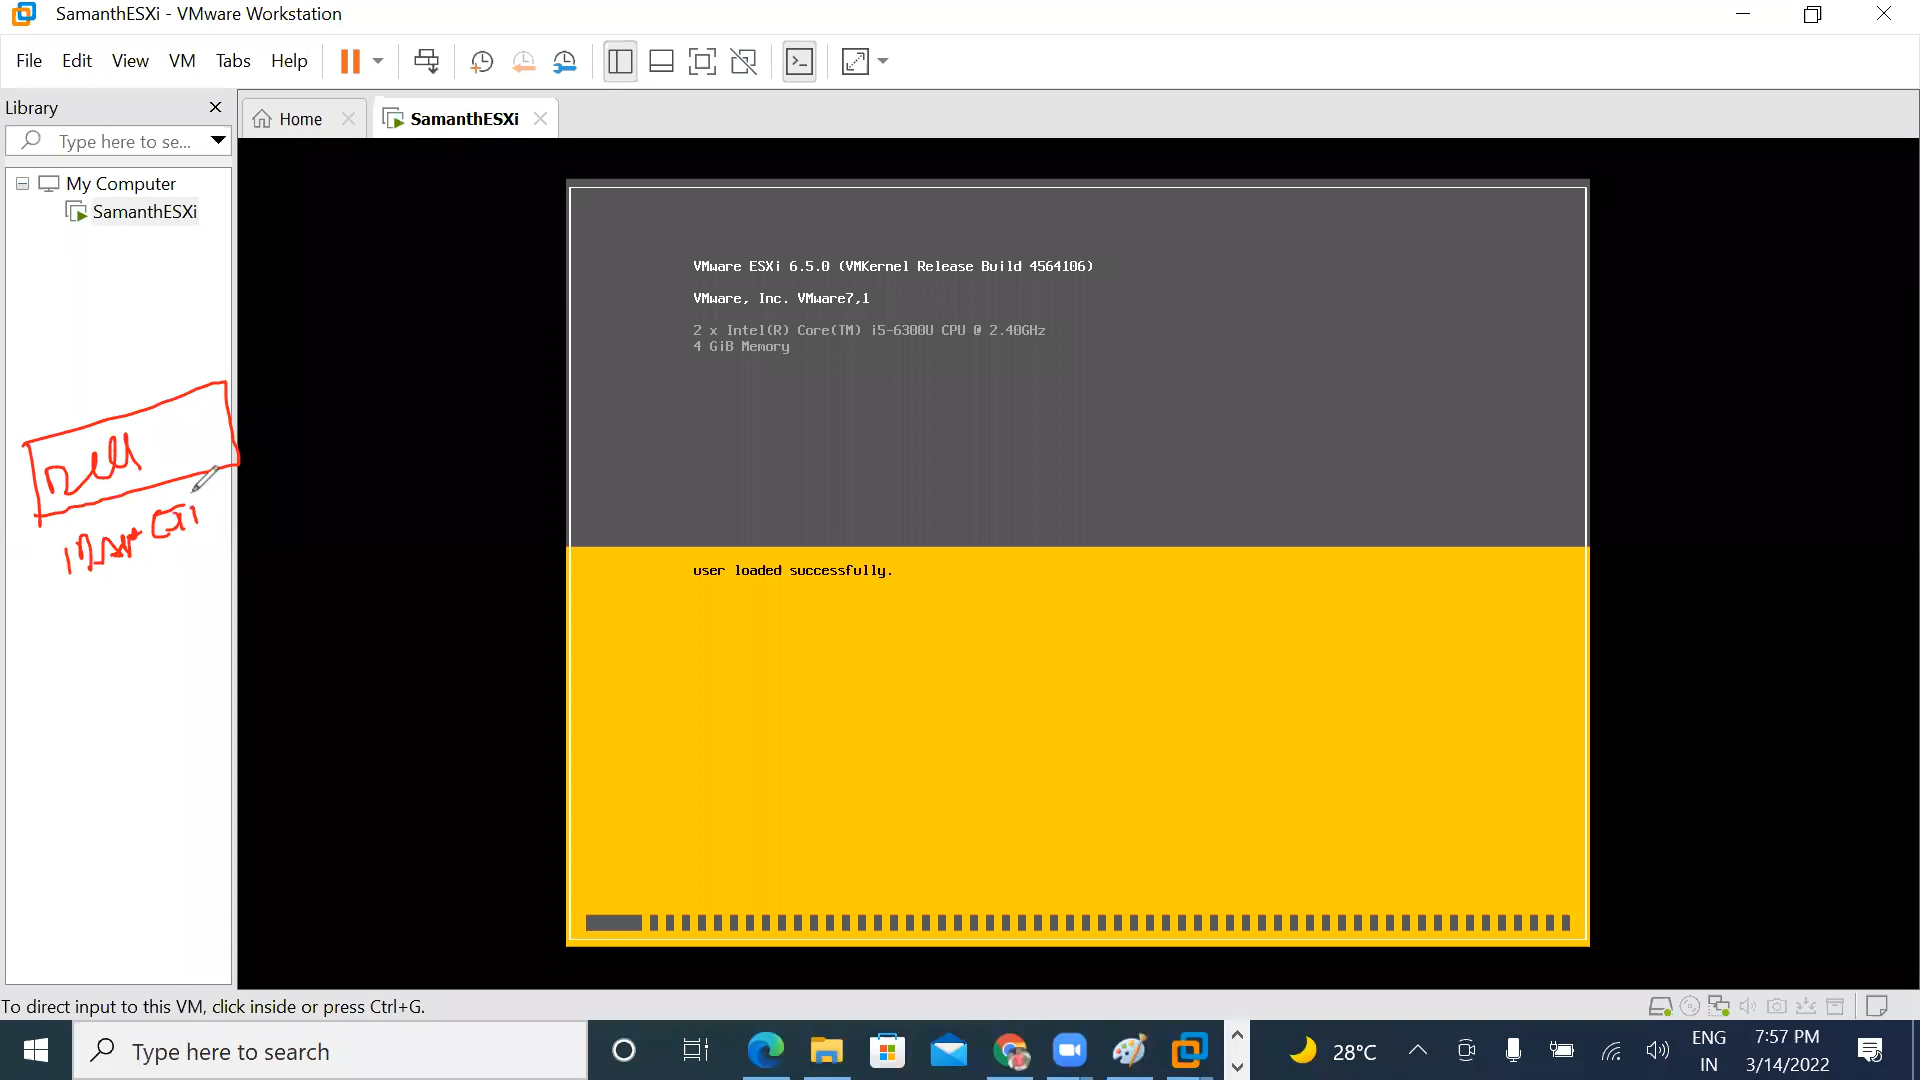 SamanthESXi - VMware Workstation
File Edit View VM Tabs Help
Library
Type here to se...
My Computer
SamanthESXi
Home
SamanthESXi
VMware ESXi 6.5.0 (VMKernel Release Build 4564106)
VMware, Inc. VMware7,1
2 x Intel(R) Core(TM) i5-6300U CPU @ 2.40GHz
4 GiB Memory
Dell
ESXi
user loaded successfully.
To direct input to this VM, click inside or press Ctrl+G.
Type here to search
28°C
ENG
IN
7:57 PM
3/14/2022